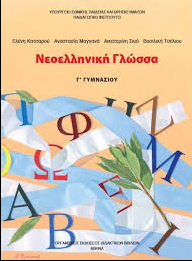 ΥΠΟΥΡΓΕΙΟ ΕΘΝΙΚΗΣ ΠΑΙΔΕΙΑΣ ΚΑΙ ΘΡΗΣΚΕΥΜΑΤΩΝ
ΠΑΙΔΑΓΩΓΙΚΟ ΙΝΣΤΙΤΟΥΤΟ
Ελένη Κατσαρού Αναστασία Μαγγανά Αικατερίνη Σκιά Βασιλική Τσέλιου
Νεοελληνική Γλώσσα
Γ' ΓΥΜΝΑΣΙΟΥ
ΟΡΓΑΝΙΣΜΟΣ ΕΚΔΟΣΕΩΣ ΔΙΔΑΚΤΙΚΩΝ ΒΙΒΛΙΩΝ
ΑΘΗΝΑ